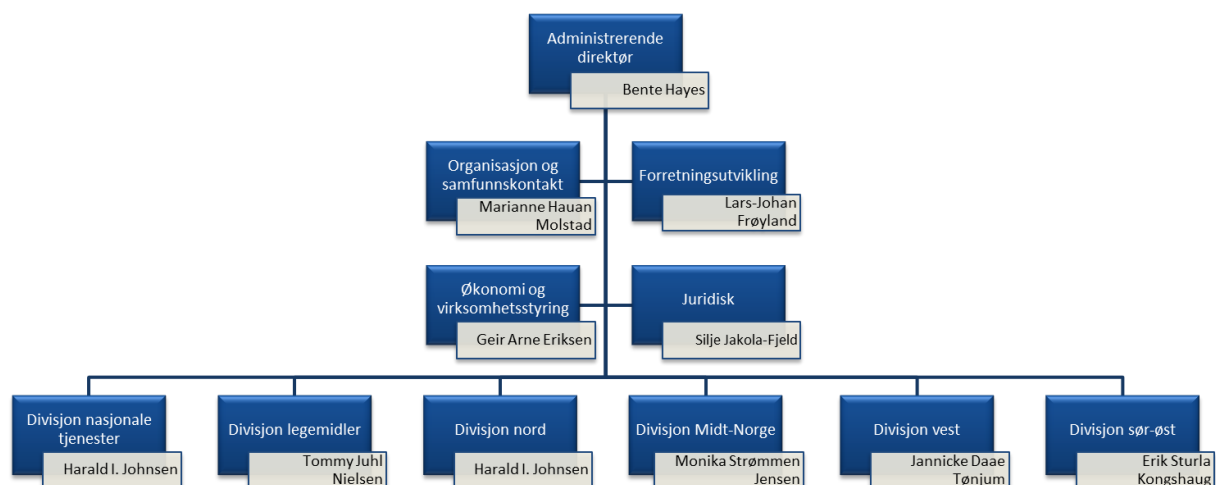 Administrerende
direktør
Bente Hayes
Organisasjon og
samfunnskontakt
Marianne Hauan
Molstad
Forretningsutvikling
Lars-Johan
Frøyland
Økonomi og
virksomhetsstyring
Geir Arne Eriksen
Juridisk
Silje Jakola-Fjeld
Divisjon nasjonale
tjenester
Harald I. Johnsen
Divisjon legemidler
Tommy Juhl
Nielsen
Divisjon nord
Harald I. Johnsen
Divisjon Midt-Norge
Monika Strømmen
Jensen
Divisjon vest
Jannicke Daae
Tønjum
Divisjon sør-øst
Erik Sturla
Kongshaug